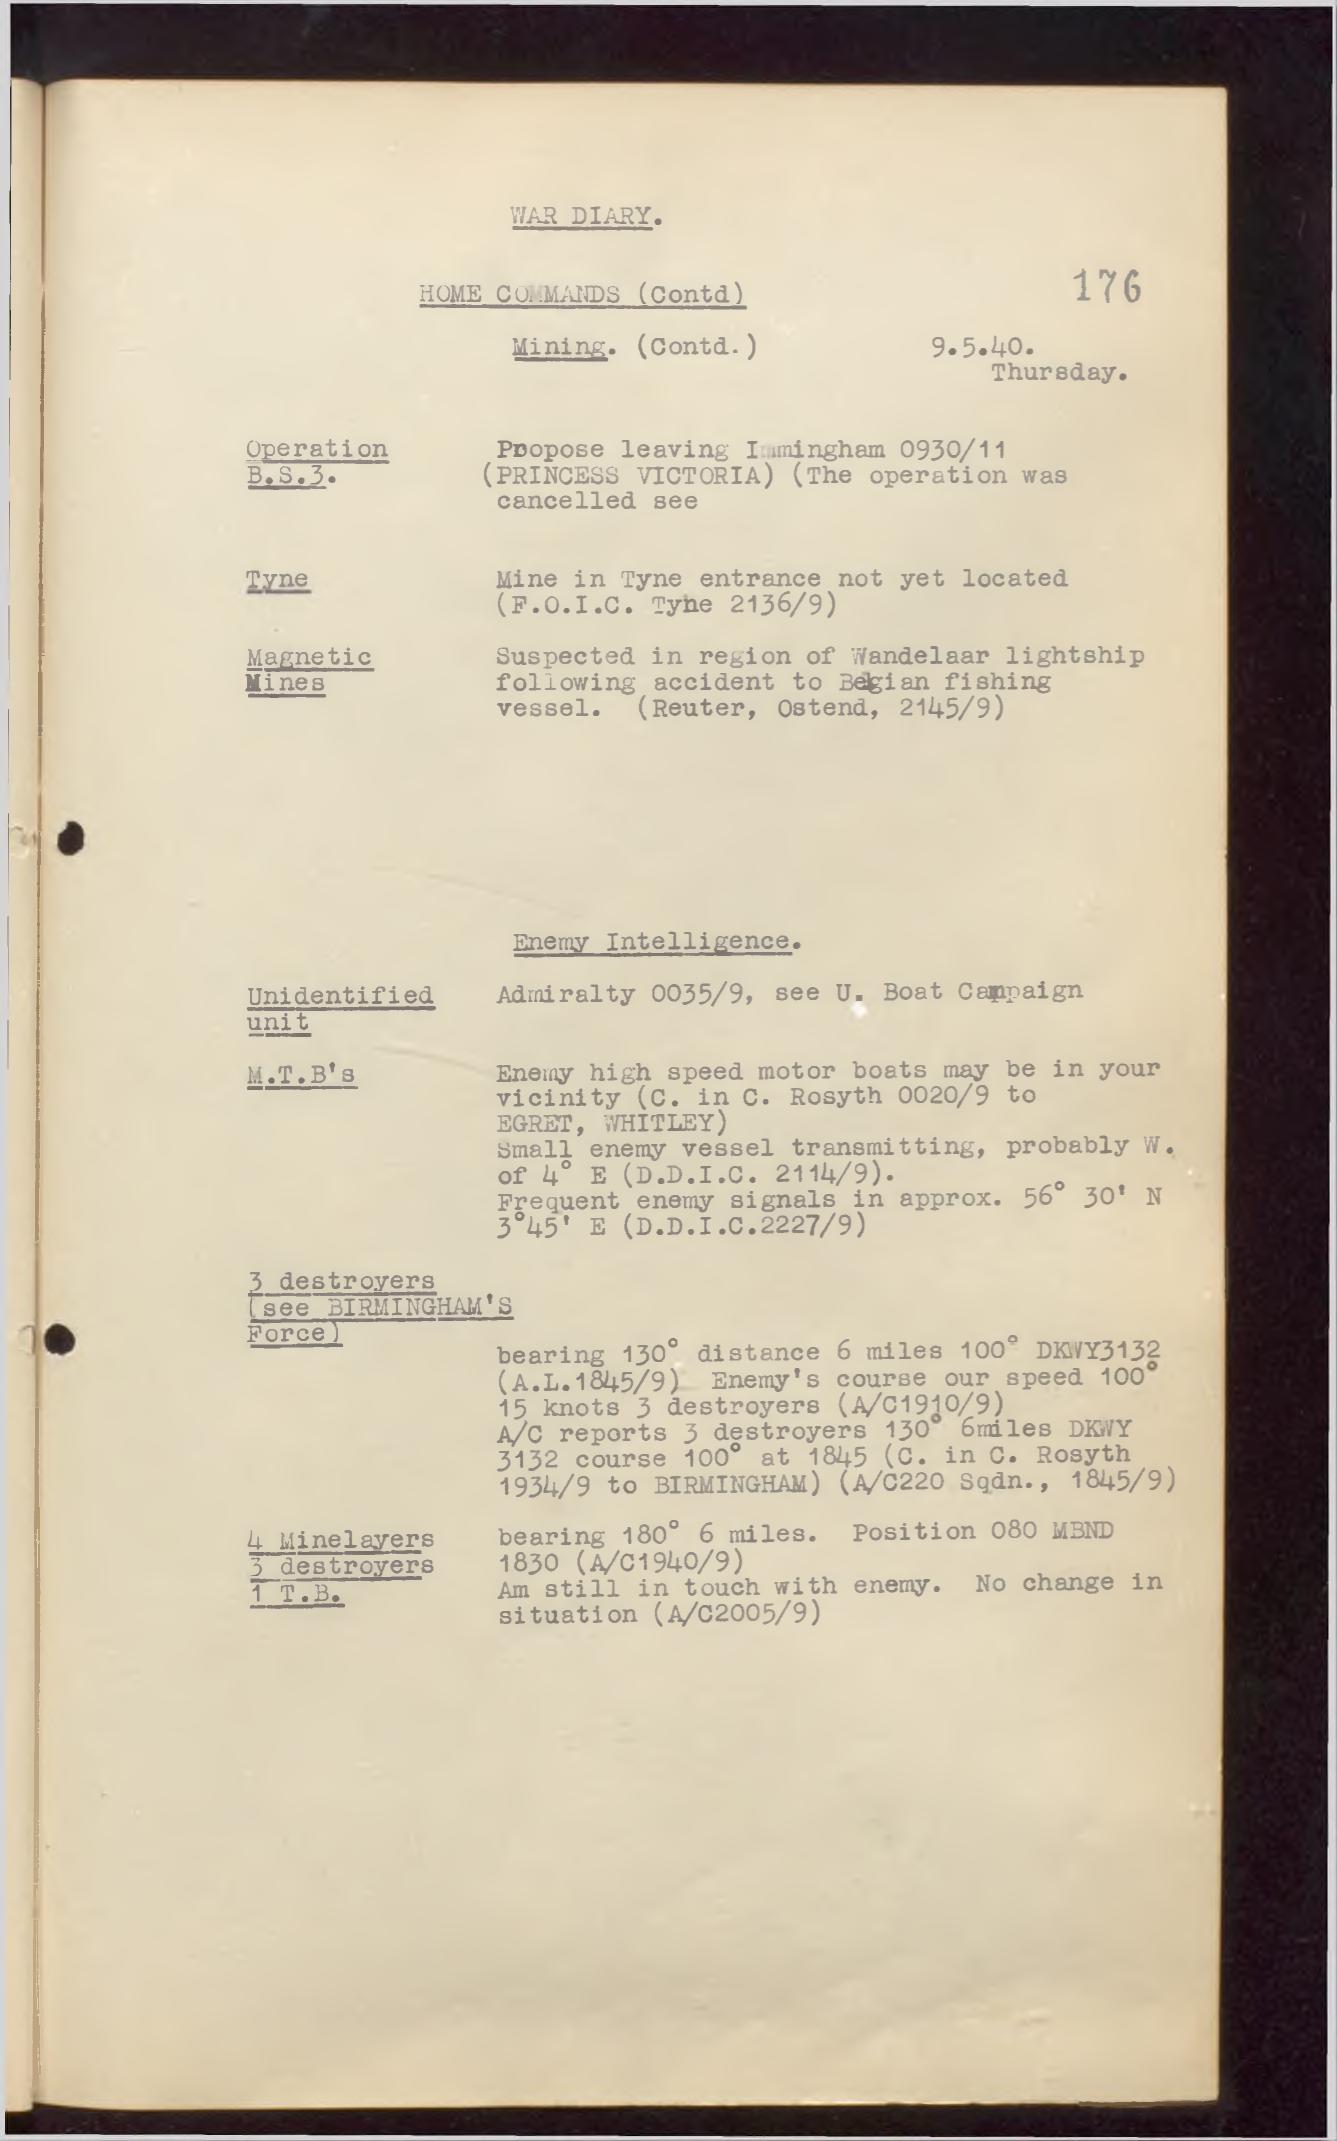 WAR DIARY.
HOME COMMANDS (Contd)
176
Mining. (Contd.)
9.5.40.
Thursday.
Operation
B.S.3.
Propose leaving Immingham 0930/11
(PRINCESS VICTORIA) (The operation was
cancelled see
Tyne
Mine in Tyne entrance not yet located
(F.O.I.C. Tyne 2136/9)
Magnetic
Mines
Suspected in region of Wandelaar lightship
following accident to Begian fishing
vessel. (Reuter, Ostend, 2145/9)
Enemy Intelligence.
Unidentified
unit
Admiralty 0035/9, see U. Boat Campaign
M.T.B's
Enemy high speed motor boats may be in your
vicinity (C. in C. Rosyth 0020/9 to
EGRET, WHITLEY)
Small enemy vessel transmitting, probably W.
of 4° E (D.D.I.C. 2114/9).
Frequent enemy signals in approx. 56° 30' N
3°45' E (D.D.I.C.2227/9)
3 destroyers
(see BIRMINGHAM'S
Force)
bearing 130° distance 6 miles 100° DKWY3132
(A.L.1845/9) Enemy's course our speed 100°
15 knots 3 destroyers (A/C1910/9)
A/C reports 3 destroyers 130° 6miles DKWY
3132 course 100° at 1845 (C. in C. Rosyth
1934/9 to BIRMINGHAM) (A/C220 Sqdn., 1845/9)
4 Minelayers
3 destroyers
1 T.B.
bearing 180° 6 miles. Position 080 MBND
1830 (A/C1940/9)
Am still in touch with enemy. No change in
situation (A/C2005/9)